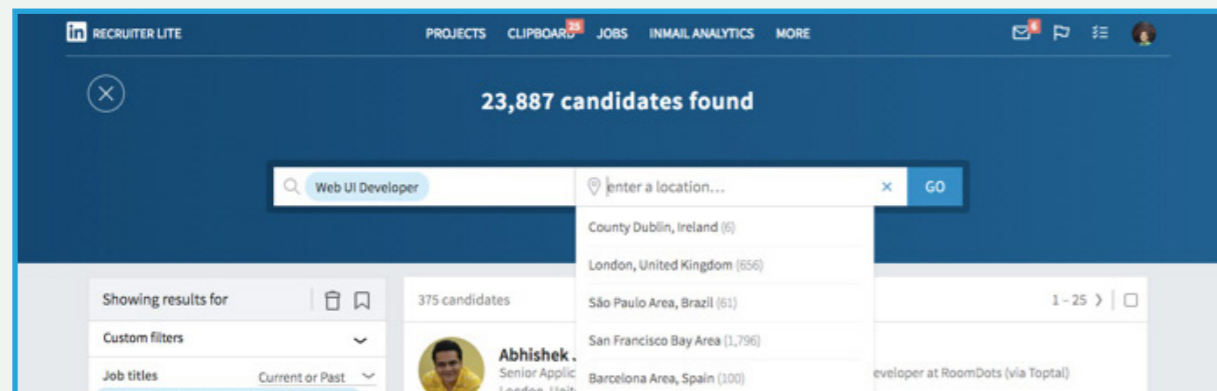 in RECRUITER LITE PROJECTS CLIPBOARD 25 JOBS INMAIL ANALYTICS MORE 6
23,887 candidates found
Web UI Developer enter a location... × GO
County Dublin, Ireland (6)
London, United Kingdom (656)
Showing results for 375 candidates São Paulo Area, Brazil (61) 1 - 25
Custom filters San Francisco Bay Area (1,796)
Abhishek
Job titles Current or Past Senior Barcelona Area, Spain (100) eveloper at RoomDots (via Toptal)